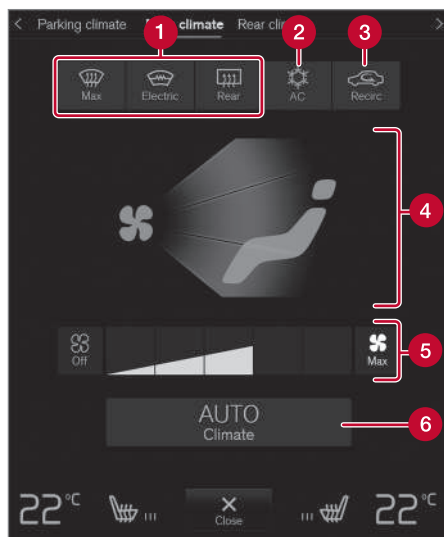 Parking climate climate Rear cli
1 2 3
Max Electric Rear AC Recirc
4
Off Max 5
AUTO
Climate 6
22°C 22°C
Close